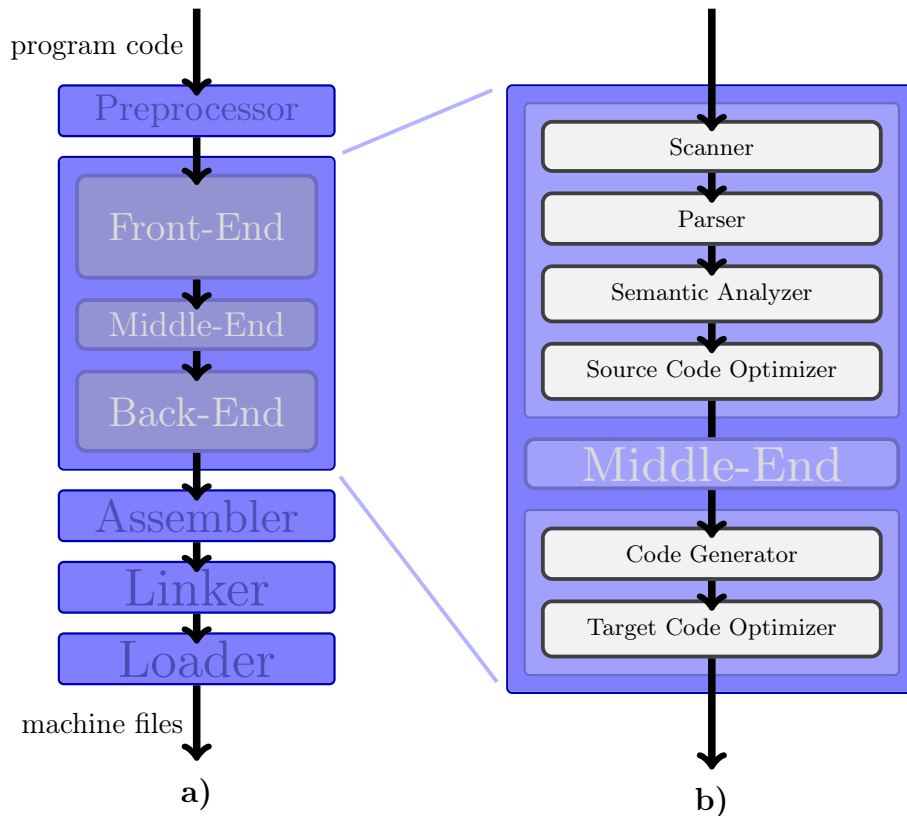 program code
Preprocessor
Front-End
Middle-End
Back-End
Assembler
Linker
Loader
machine files
a)
Scanner
Parser
Semantic Analyzer
Source Code Optimizer
Middle-End
Code Generator
Target Code Optimizer
b)